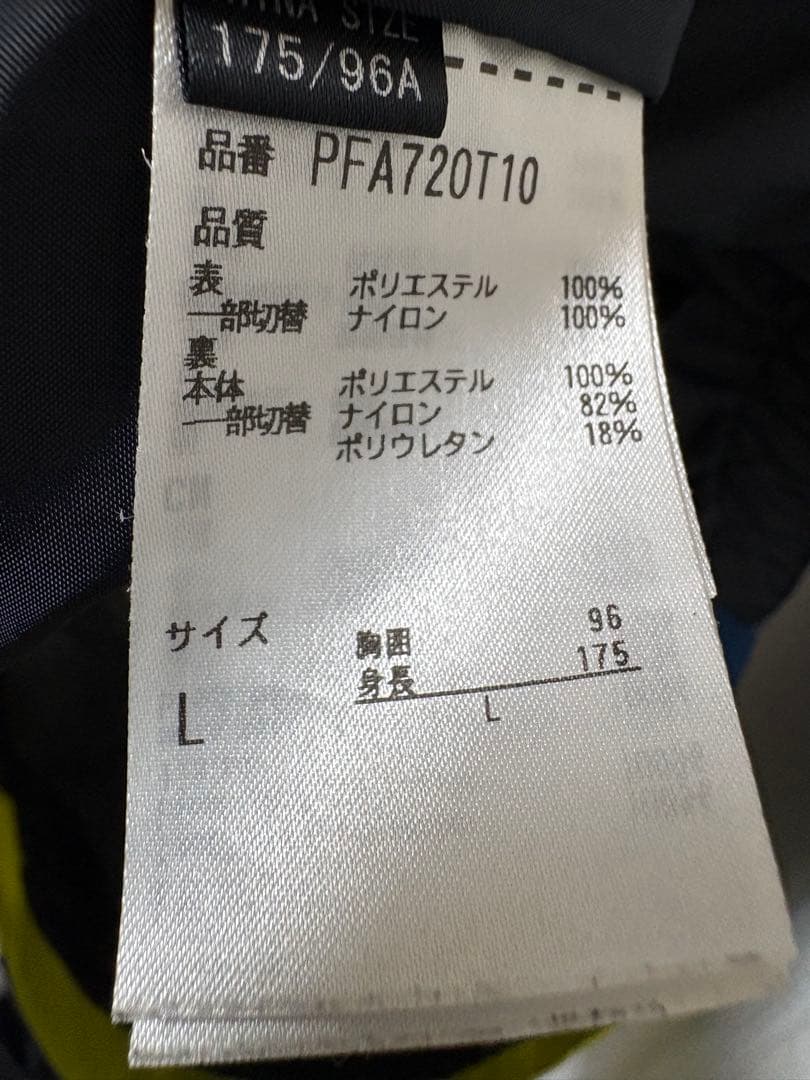 SIZE
175/96A
品番 PFA720T10
品質
表 ポリエステル 100%
一部切替 ナイロン 100%
裏
本体 ポリエステル 100%
一部切替 ナイロン 82%
ポリウレタン 18%
サイズ 胸囲 96
身長 175
L L